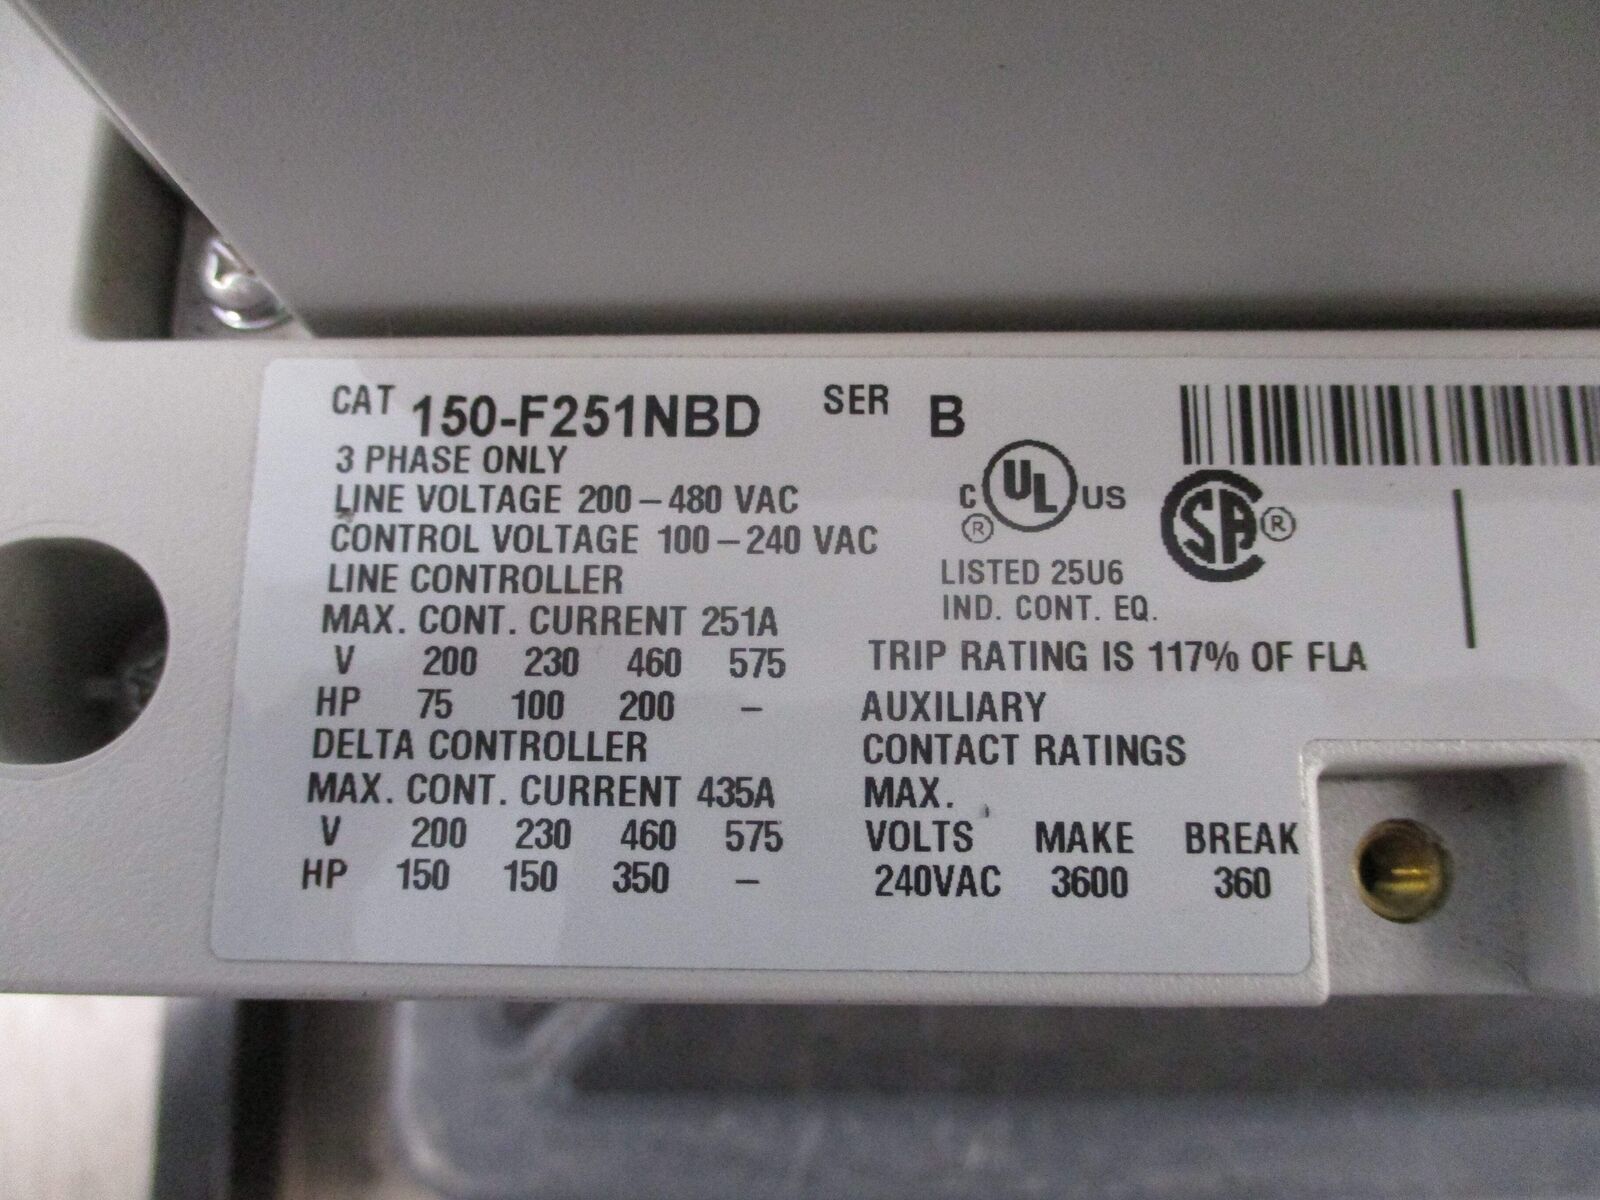 CAT 150-F251NBD SER B
3 PHASE ONLY
LINE VOLTAGE 200–480 VAC
CONTROL VOLTAGE 100–240 VAC
LINE CONTROLLER
MAX. CONT. CURRENT 251A
V 200 230 460 575
HP 75 100 200 –
DELTA CONTROLLER
MAX. CONT. CURRENT 435A
V 200 230 460 575
HP 150 150 350 –
C UL US
®
SA ®
LISTED 25U6
IND. CONT. EQ.
TRIP RATING IS 117% OF FLA
AUXILIARY
CONTACT RATINGS
MAX.
VOLTS MAKE BREAK
240VAC 3600 360